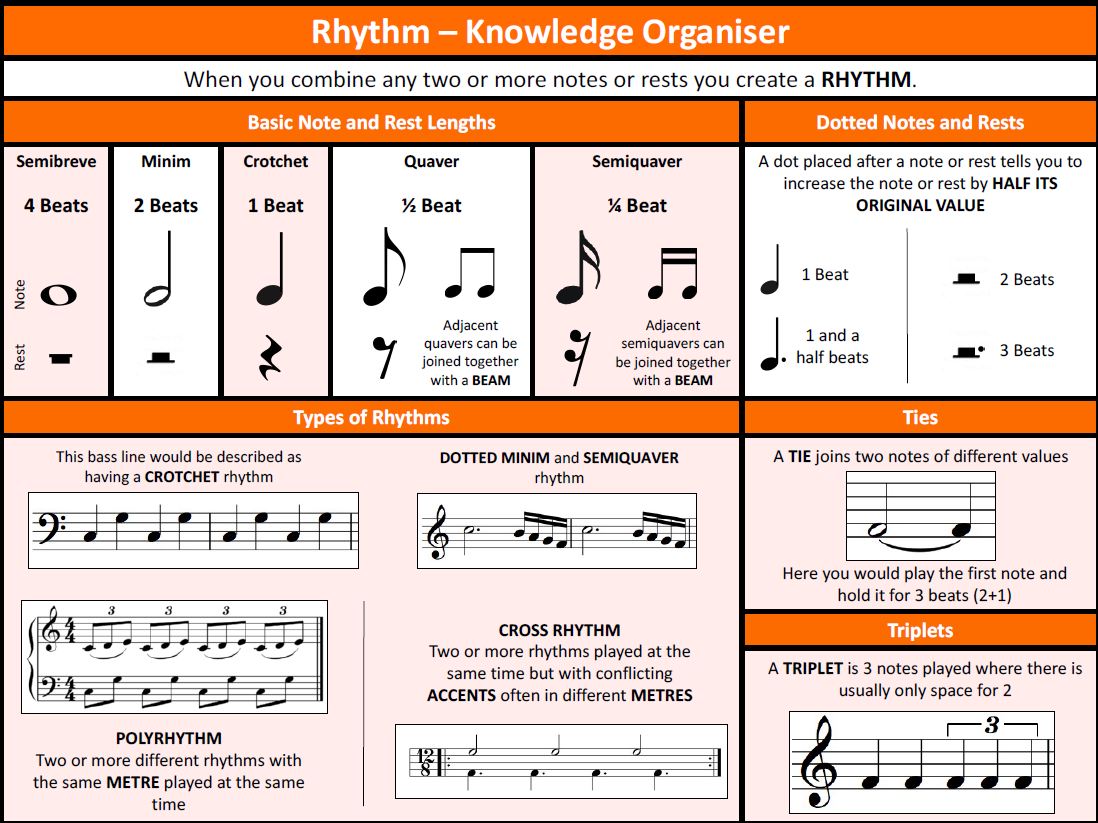 Rhythm – Knowledge Organiser
When you combine any two or more notes or rests you create a RHYTHM.
Basic Note and Rest Lengths
Semibreve
4 Beats
Minim
2 Beats
Crotchet
1 Beat
Quaver
½ Beat
Semiquaver
¼ Beat
Note
Rest
Adjacent
quavers can be
joined together
with a BEAM
Adjacent
semiquavers can
be joined together
with a BEAM
Dotted Notes and Rests
A dot placed after a note or rest tells you to
increase the note or rest by HALF ITS
ORIGINAL VALUE
1 Beat
1 and a
half beats
2 Beats
3 Beats
Types of Rhythms
This bass line would be described as
having a CROTCHET rhythm
DOTTED MINIM and SEMIQUAVER
rhythm
4
4
3 3 3 3
4
4
POLYRHYTHM
Two or more different rhythms with
the same METRE played at the same
time
CROSS RHYTHM
Two or more rhythms played at the
same time but with conflicting
ACCENTS often in different METRES
12
8
Ties
A TIE joins two notes of different values
Here you would play the first note and
hold it for 3 beats (2+1)
Triplets
A TRIPLET is 3 notes played where there is
usually only space for 2
3